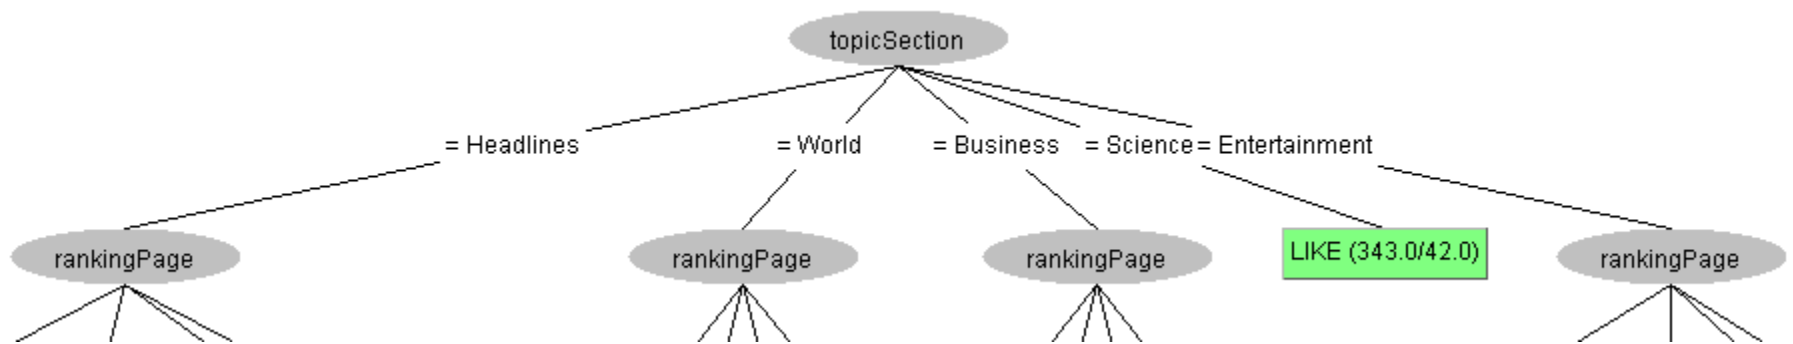 topicSection
= Headlines
= World
= Business
= Science
= Entertainment
rankingPage
rankingPage
rankingPage
LIKE (343.0/42.0)
rankingPage